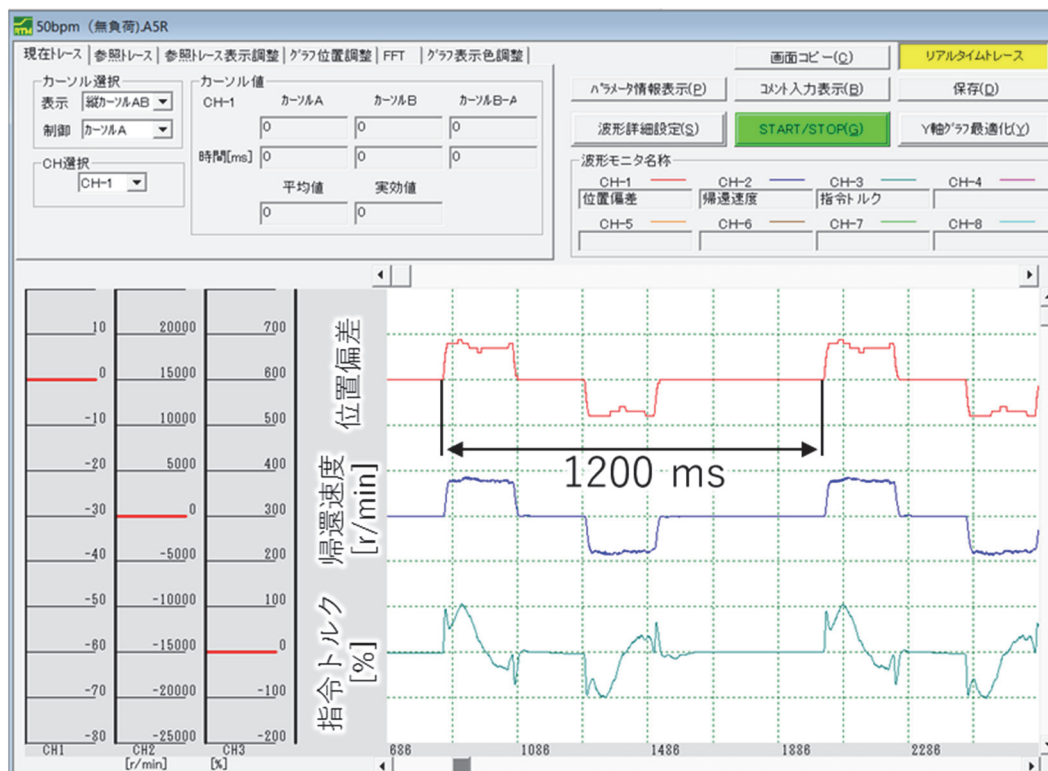 RTM 50bpm（無負荷）.A5R
現在トレース 参照トレース 参照トレース表示調整 グラフ位置調整 FFT グラフ表示色調整
画面コピー(C) リアルタイムトレース
カーソル選択 カーソル値
表示 縦カーソルAB CH-1 カーソルA カーソルB カーソルB-A
パラメータ情報表示(P) コメント入力表示(B) 保存(D)
制御 カーソルA 0 0 0
波形詳細設定(S) START/STOP(G) Y軸グラフ最適化(Y)
CH選択 時間[ms] 0 0 0
CH-1 平均値 実効値
0 0
波形モニタ名称
CH-1 CH-2 CH-3 CH-4
位置偏差 帰還速度 指令トルク
CH-5 CH-6 CH-7 CH-8
10 20000 700
0 15000 600
-10 10000 500
-20 5000 400
-30 0 300
-40 -5000 200
-50 -10000 100
-60 -15000 0
-70 -20000 -100
-80 -25000 -200
CH1 CH2 CH3
[r/min] [%]
位置偏差
帰還速度
[r/min]
指令トルク
[%]
1200 ms
686 1086 1486 1886 2286